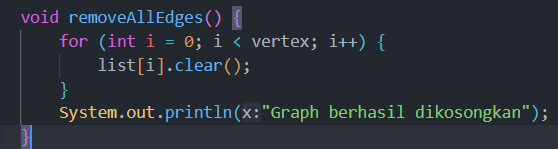 void removeAllEdges() {
for (int i = 0; i < vertex; i++) {
list[i].clear();
}
System.out.println(x:"Graph berhasil dikosongkan");
}